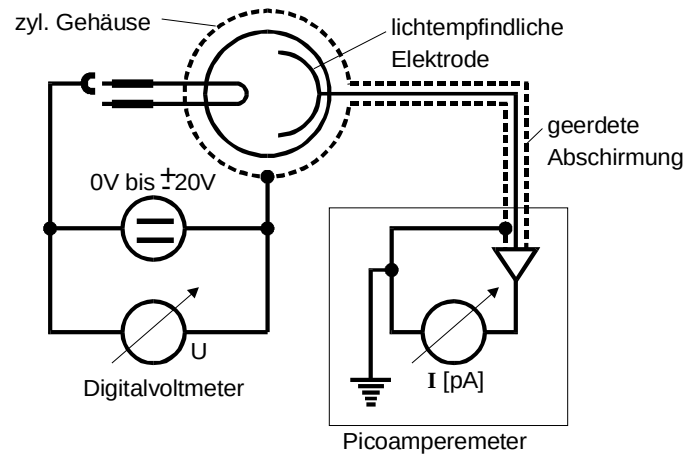 zyl. Gehäuse
lichtempfindliche
Elektrode
geerdete
Abschirmung
0V bis ±20V
U
Digitalvoltmeter
I [pA]
Picoamperemeter